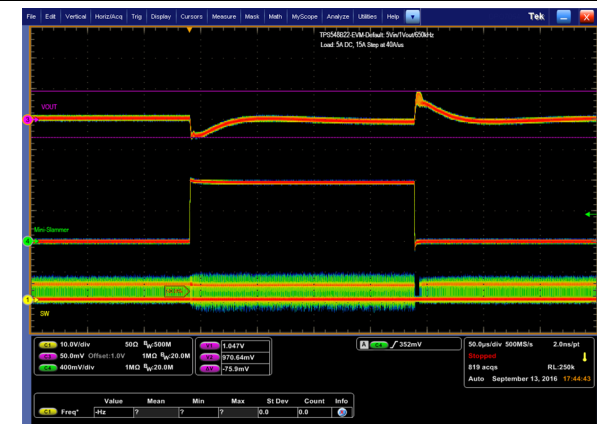 File Edit Vertical Horiz/Acq Trig Display Cursors Measure Mask Math MyScope Analyze Utilities Help Tek
TPS548B22-EVM-Default: 5Vin/1Vout/650kHz
Load: 5A DC, 15A Step at 40A/us
VOUT
Mini-Slammer
SW
C1 10.0V/div 50Ω BW:500M
50.0mV Offset:1.0V 1MΩ BW:20.0M
C4 400mV/div 1MΩ BW:20.0M
V1 1.047V
V2 970.64mV
ΔV -75.9mV
A C4 352mV
50.0μs/div 500MS/s 2.0ns/pt
Stopped
819 acqs RL:250k
Auto September 13, 2016 17:44:43
Value Mean Min Max St Dev Count Info
C1 Freq* -Hz ? ? ? 0.0 0.0